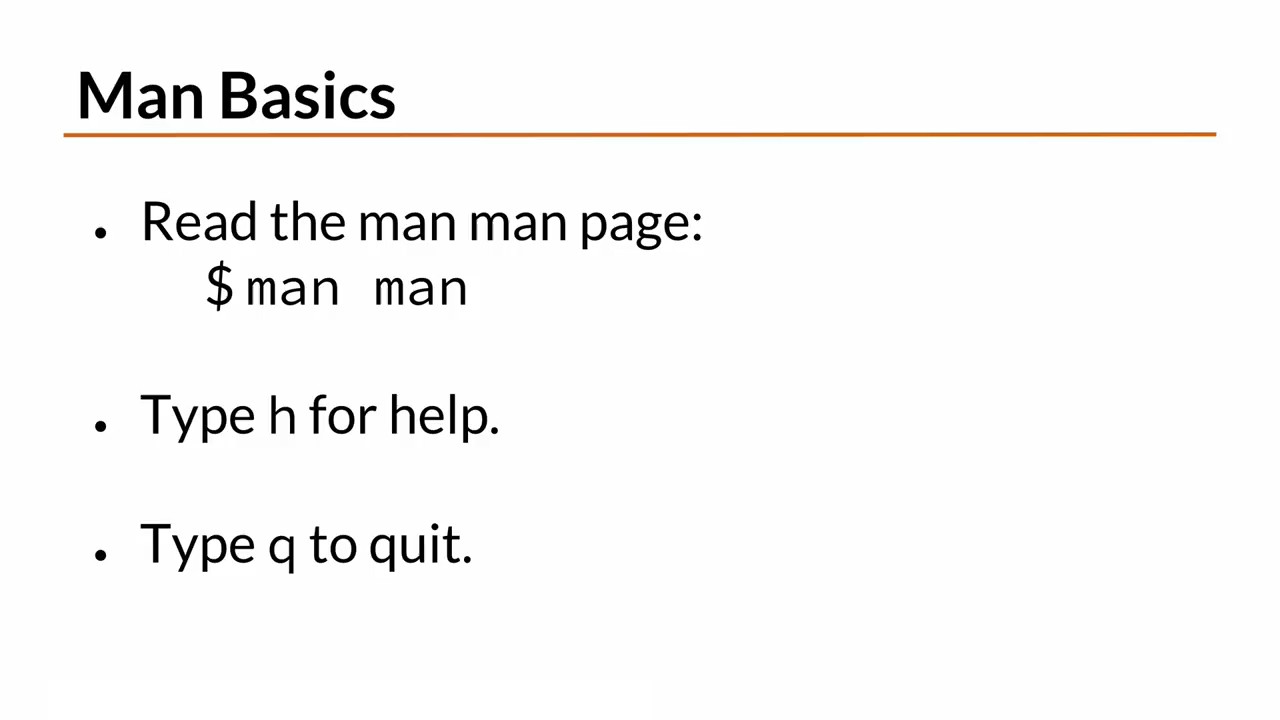 Man Basics
• Read the man man page:
$ man man
• Type h for help.
• Type q to quit.